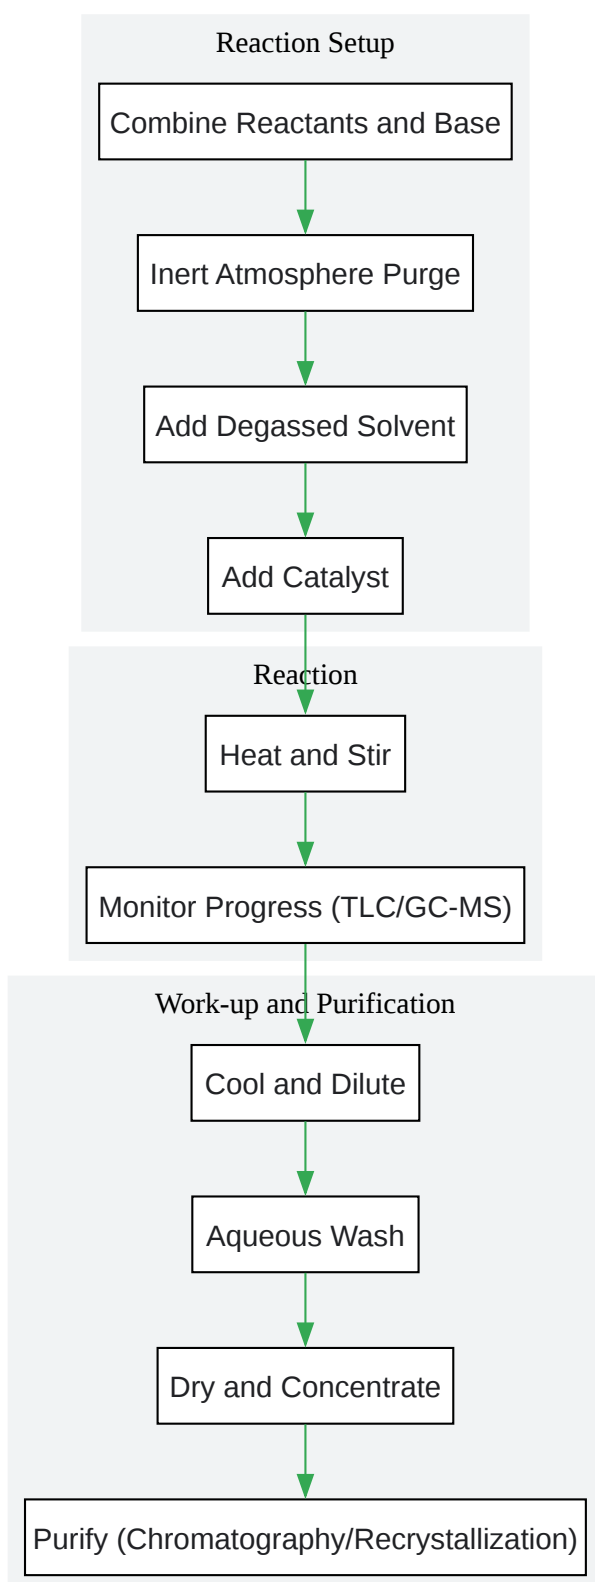 Reaction Setup
Combine Reactants and Base
Inert Atmosphere Purge
Add Degassed Solvent
Add Catalyst
Reaction
Heat and Stir
Monitor Progress (TLC/GC-MS)
Work-up and Purification
Cool and Dilute
Aqueous Wash
Dry and Concentrate
Purify (Chromatography/Recrystallization)